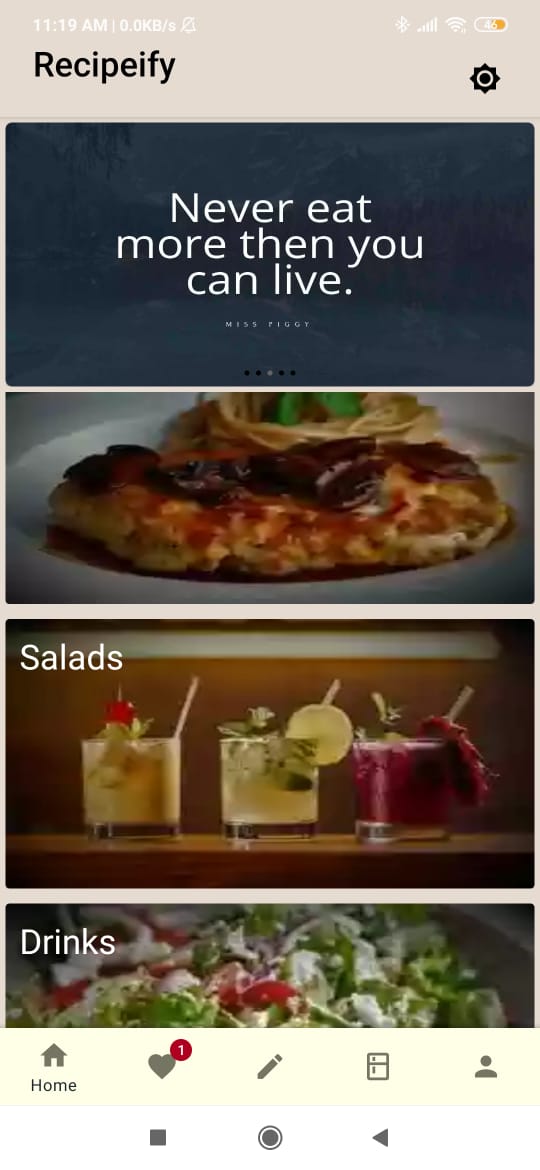 11:19 AM | 0.0KB/s
46
Recipeify
Never eat
more then you
can live.
MISS PIGGY
Salads
Drinks
1
Home